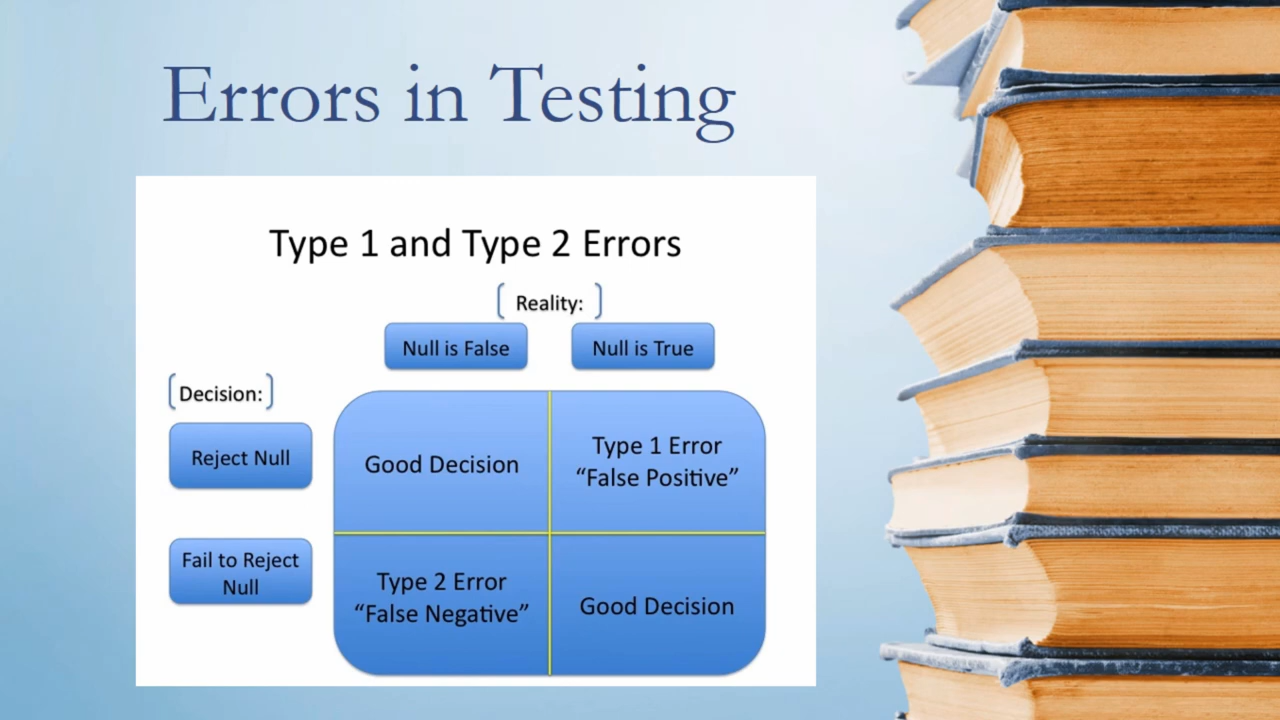 Errors in Testing
Type 1 and Type 2 Errors
Reality:
Null is False
Null is True
Decision:
Reject Null
Good Decision
Type 1 Error
“False Positive”
Fail to Reject
Null
Type 2 Error
“False Negative”
Good Decision